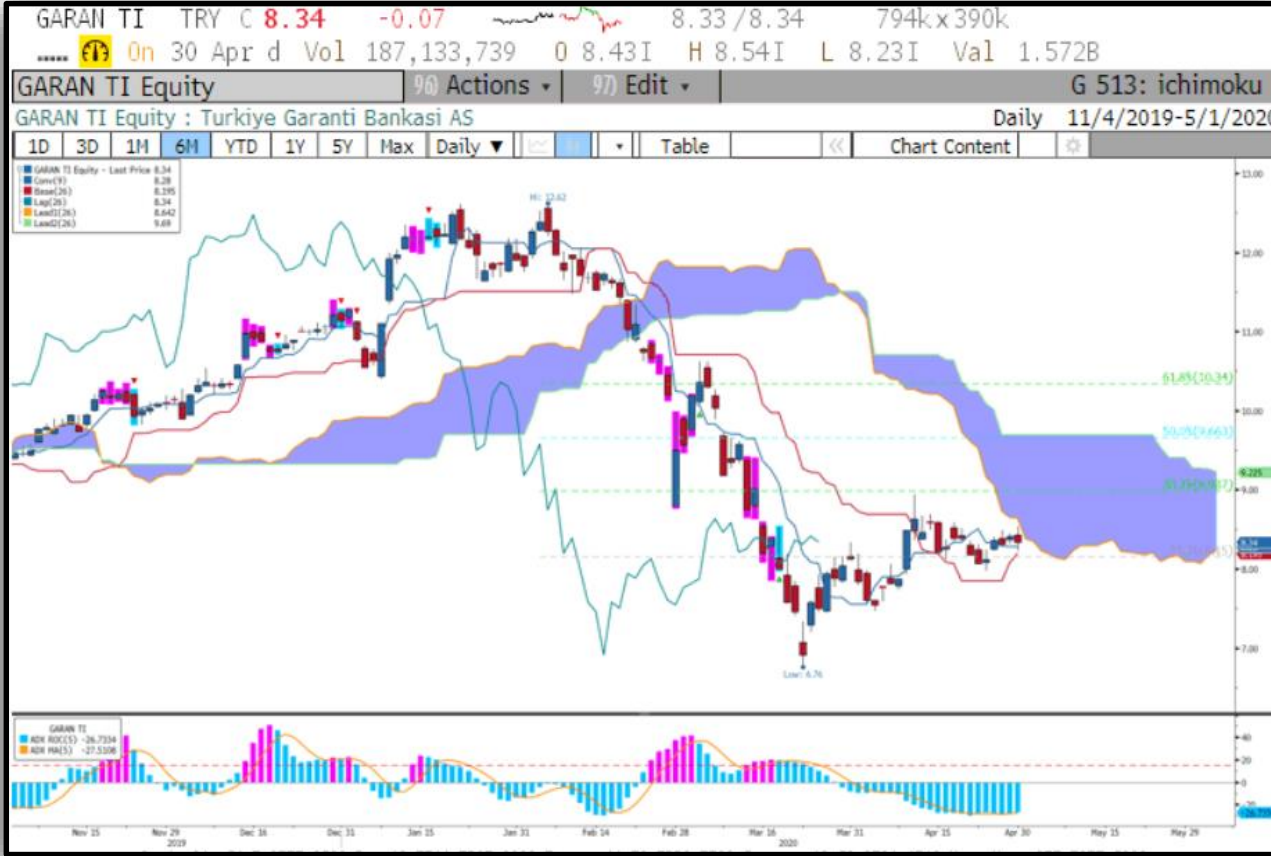 GARAN TI TRY C 8.34 -0.07 8.33 / 8.34 794k x 390k
On 30 Apr d Vol 187,133,739 O 8.43I H 8.54I L 8.23I Val 1.572B
GARAN TI Equity 96) Actions 97) Edit G 513: ichimoku
GARAN TI Equity : Turkiye Garanti Bankasi AS Daily 11/4/2019-5/1/2020
1D 3D 1M 6M YTD 1Y 5Y Max Daily ▼ Table « Chart Content
GARAN TI Equity - Last Price 8.34
Conv(9) 8.28
Base(26) 8.195
Lag(26) 8.34
Lead1(26) 8.642
Lead2(26) 9.69
Hi: 12.62
13.00
12.00
11.00
61.8%(10.34)
10.00
9.225
9.00
8.34
8.00
7.00
Low: 6.76
GARAN TI
ADX ROC(5) -26.7334
ADX MA(5) -27.5108
40
20
0
Nov 15 Nov 29 Dec 16 Dec 31 Jan 15 Jan 31 Feb 14 Feb 28 Mar 16 Mar 31 Apr 15 Apr 30 May 15 May 29
2019 2020